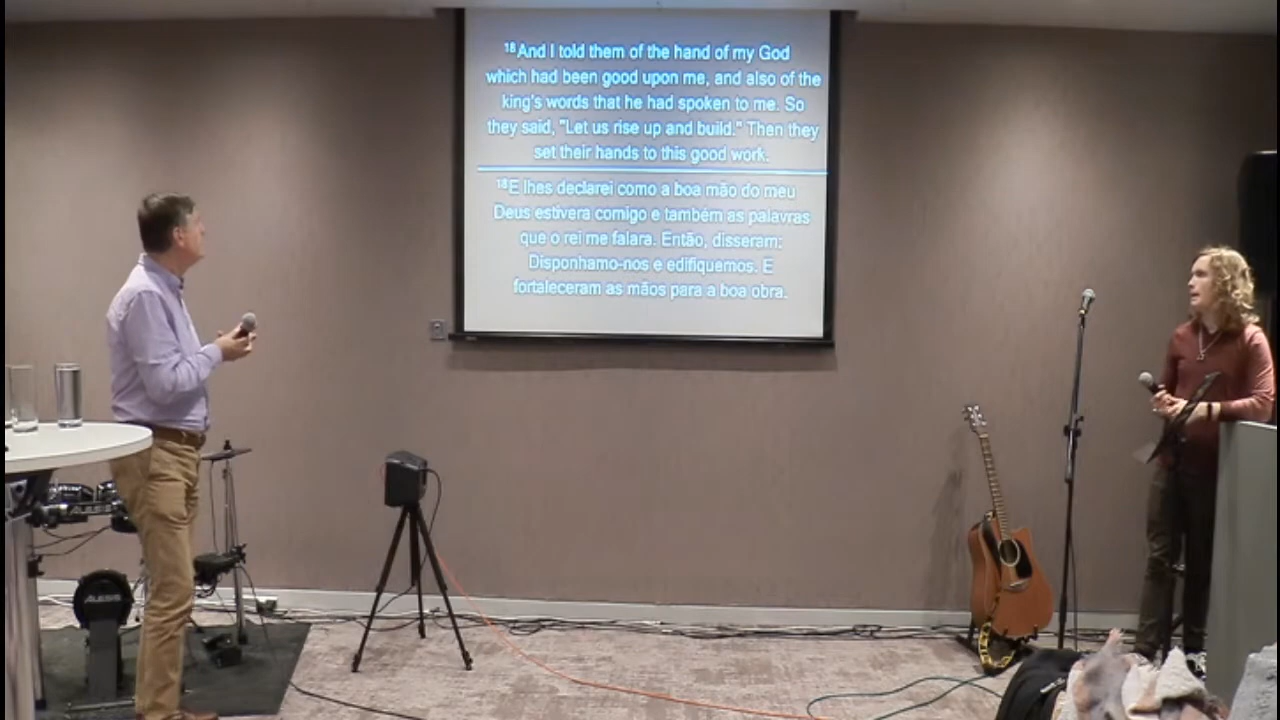 18And I told them of the hand of my God
which had been good upon me, and also of the
king's words that he had spoken to me. So
they said, "Let us rise up and build." Then they
set their hands to this good work.
18E lhes declarei como a boa mão do meu
Deus estivera comigo e também as palavras
que o rei me falara. Então, disseram:
Disponhamo-nos e edifiquemos. E
fortaleceram as mãos para a boa obra.
ALESIS